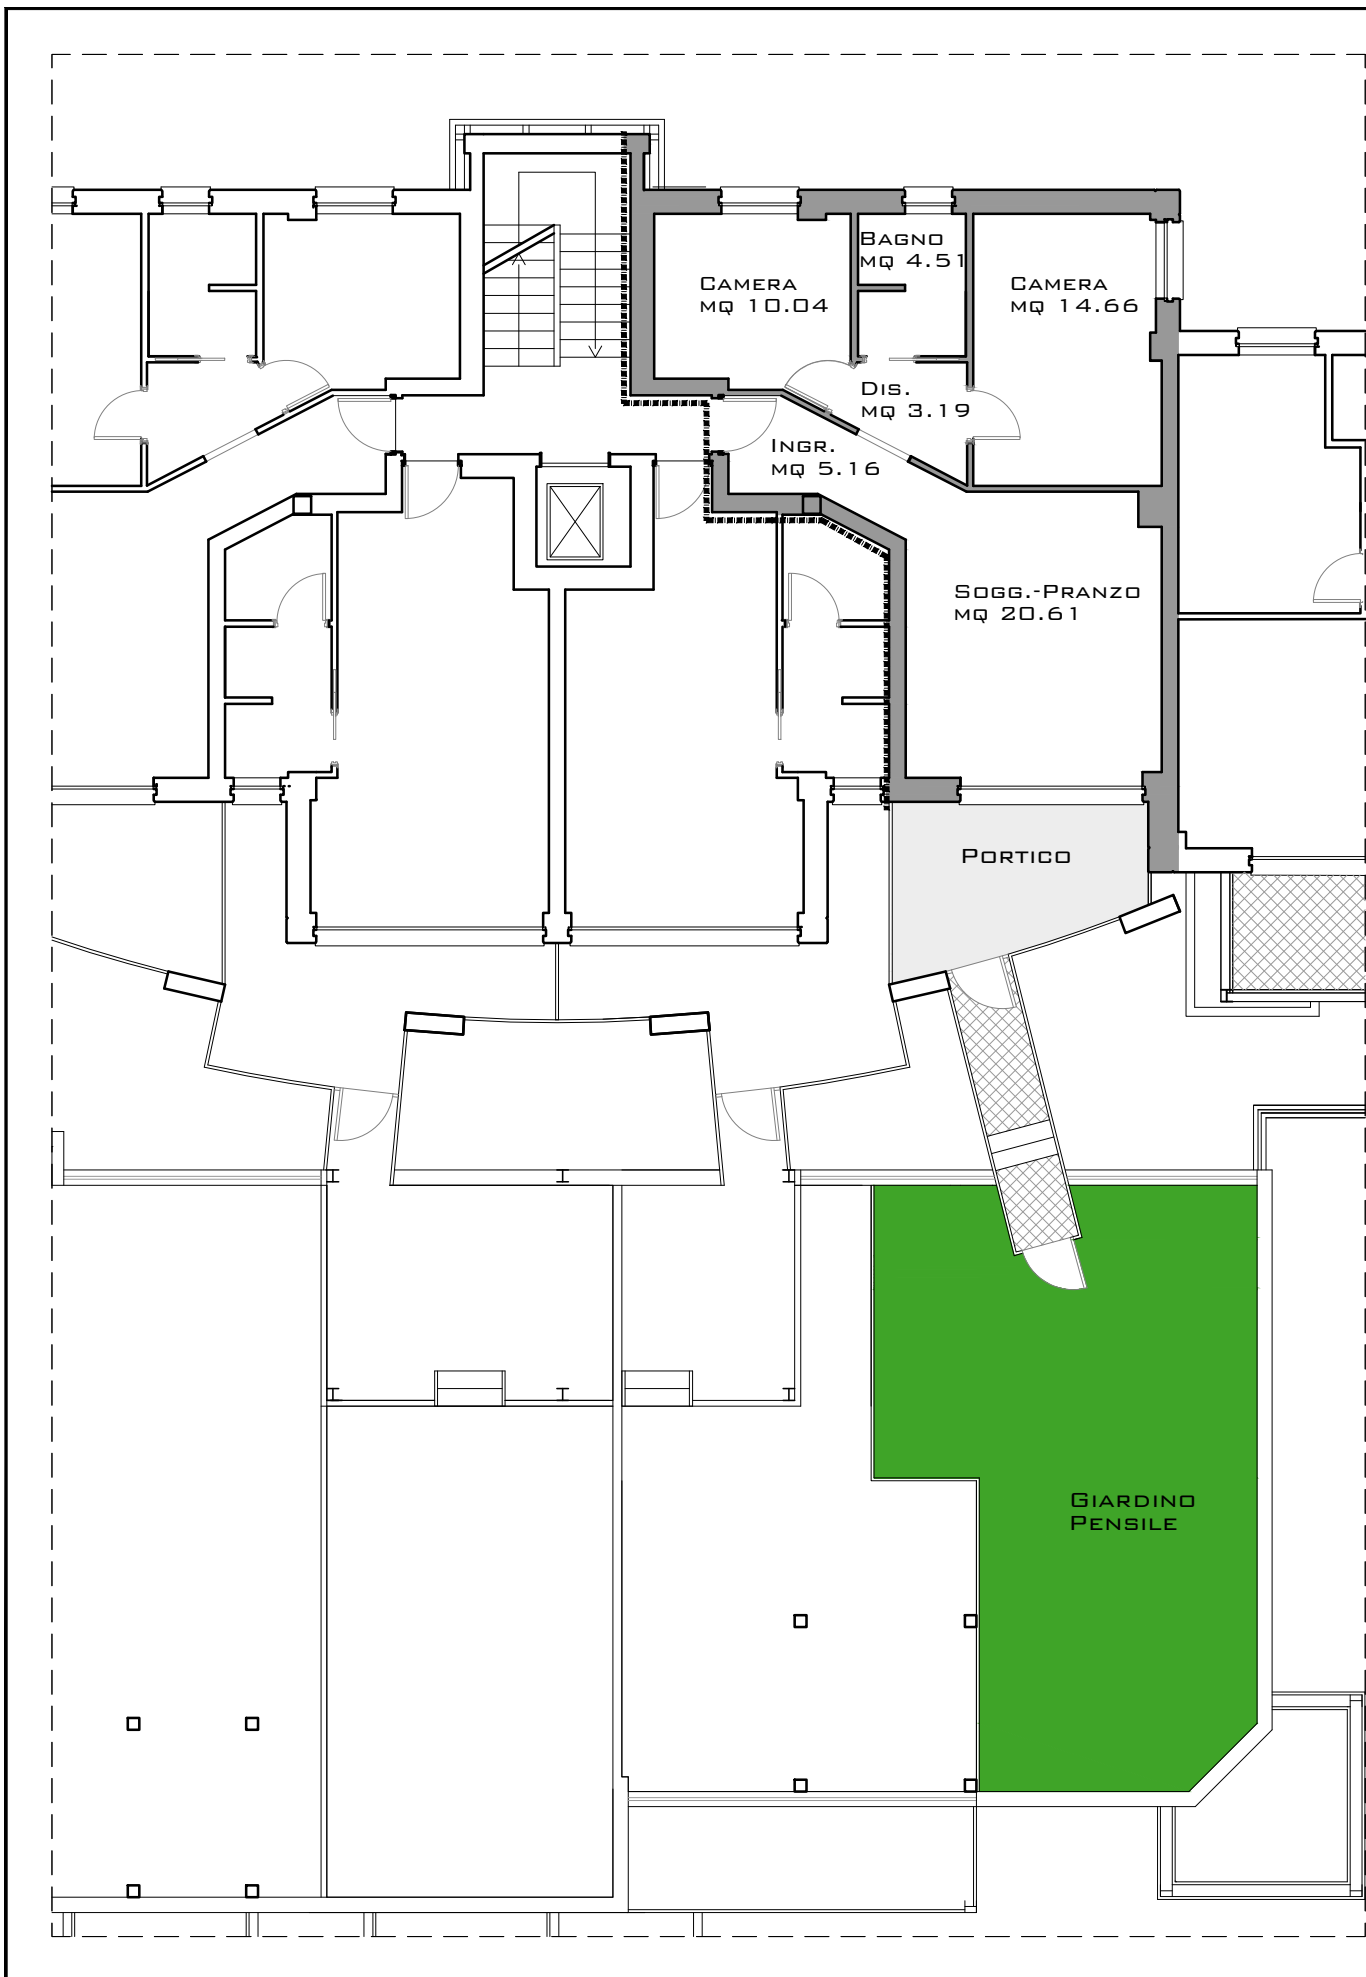 BAGNO
MQ 4.51
CAMERA
MQ 10.04
CAMERA
MQ 14.66
DIS.
MQ 3.19
INGR.
MQ 5.16
SOGG.-PRANZO
MQ 20.61
PORTICO
GIARDINO
PENSILE